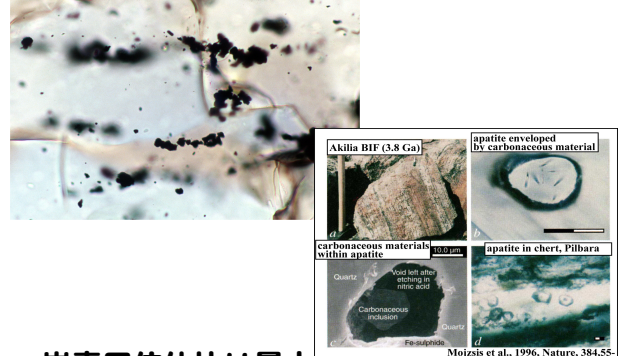 Akilia BIF (3.8 Ga)
a
apatite enveloped
by carbonaceous material
b
carbonaceous materials
within apatite
10.0 μm
Quartz
Void left after
etching in
nitric acid
Carbonaceous
inclusion
Quartz
Fe-sulphide
c
apatite in chert, Pilbara
d
Mojzsis et al., 1996, Nature, 384,55-